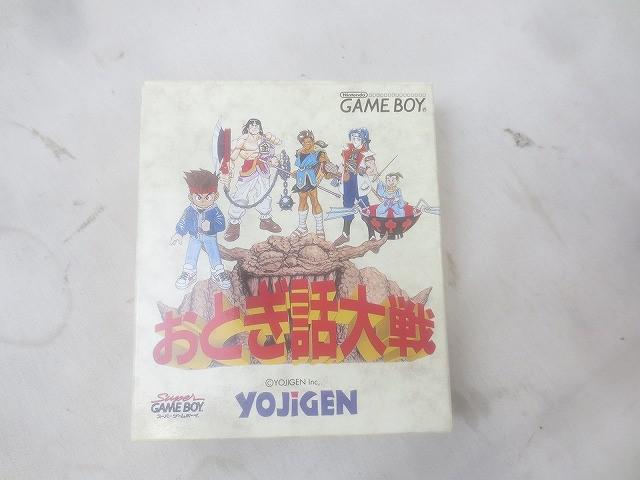 Nintendo
GAME BOY®
おとぎ話大戦
©YOJIGEN Inc.
Super
GAME BOY
スーパーゲームボーイ
YOJiGEN